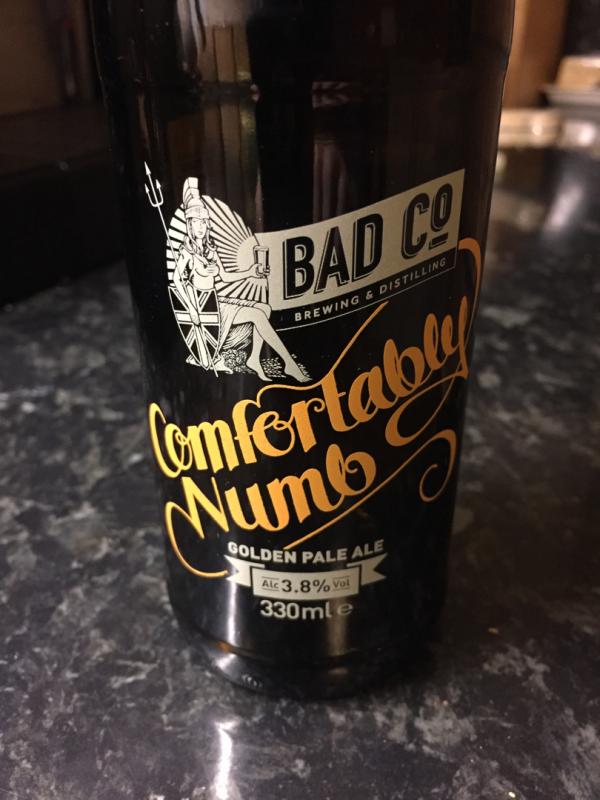 BAD Co
BREWING & DISTILLING
Comfortably
Numb
GOLDEN PALE ALE
Alc 3.8% Vol
330ml e